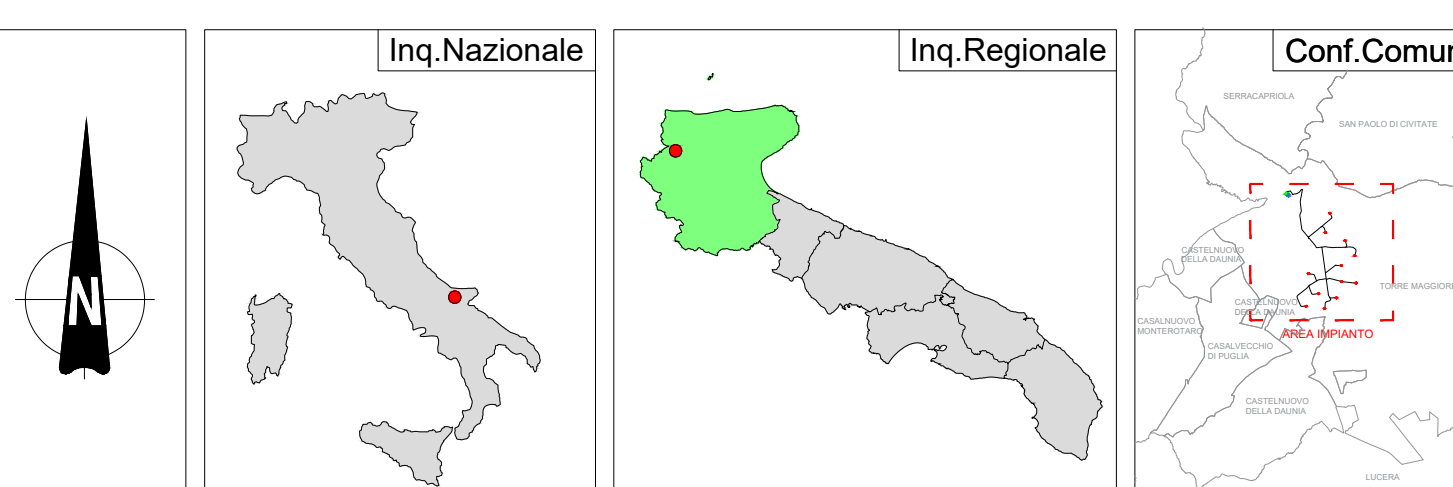 N
Inq.Nazionale
Inq.Regionale
Conf.Comun
SERRACAPRIOLA
SAN PAOLO DI CIVITATE
CASTELNUOVO
DELLA DAUNIA
CASTELNUOVO
DELLA DAUNIA
TORRE MAGGIORE
CASALNUOVO
MONTEROTARO
AREA IMPIANTO
CASALVECCHIO
DI PUGLIA
CASTELNUOVO
DELLA DAUNIA
LUCERA